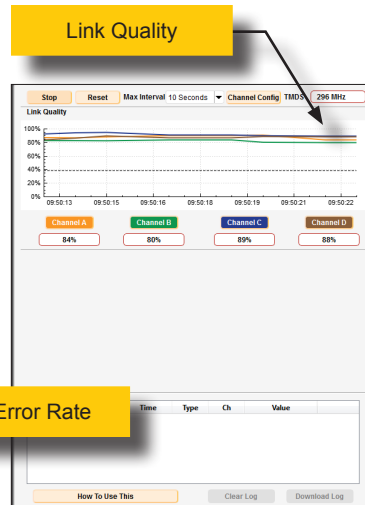 Link Quality
Stop Reset Max Interval 10 Seconds Channel Config TMDS 296 MHz
Link Quality
100%
80%
60%
40%
20%
0%
09:50:13 09:50:15 09:50:16 09:50:18 09:50:19 09:50:21 09:50:22
Channel A Channel B Channel C Channel D
84% 80% 89% 88%
Error Rate
Time Type Ch Value
How To Use This Clear Log Download Log